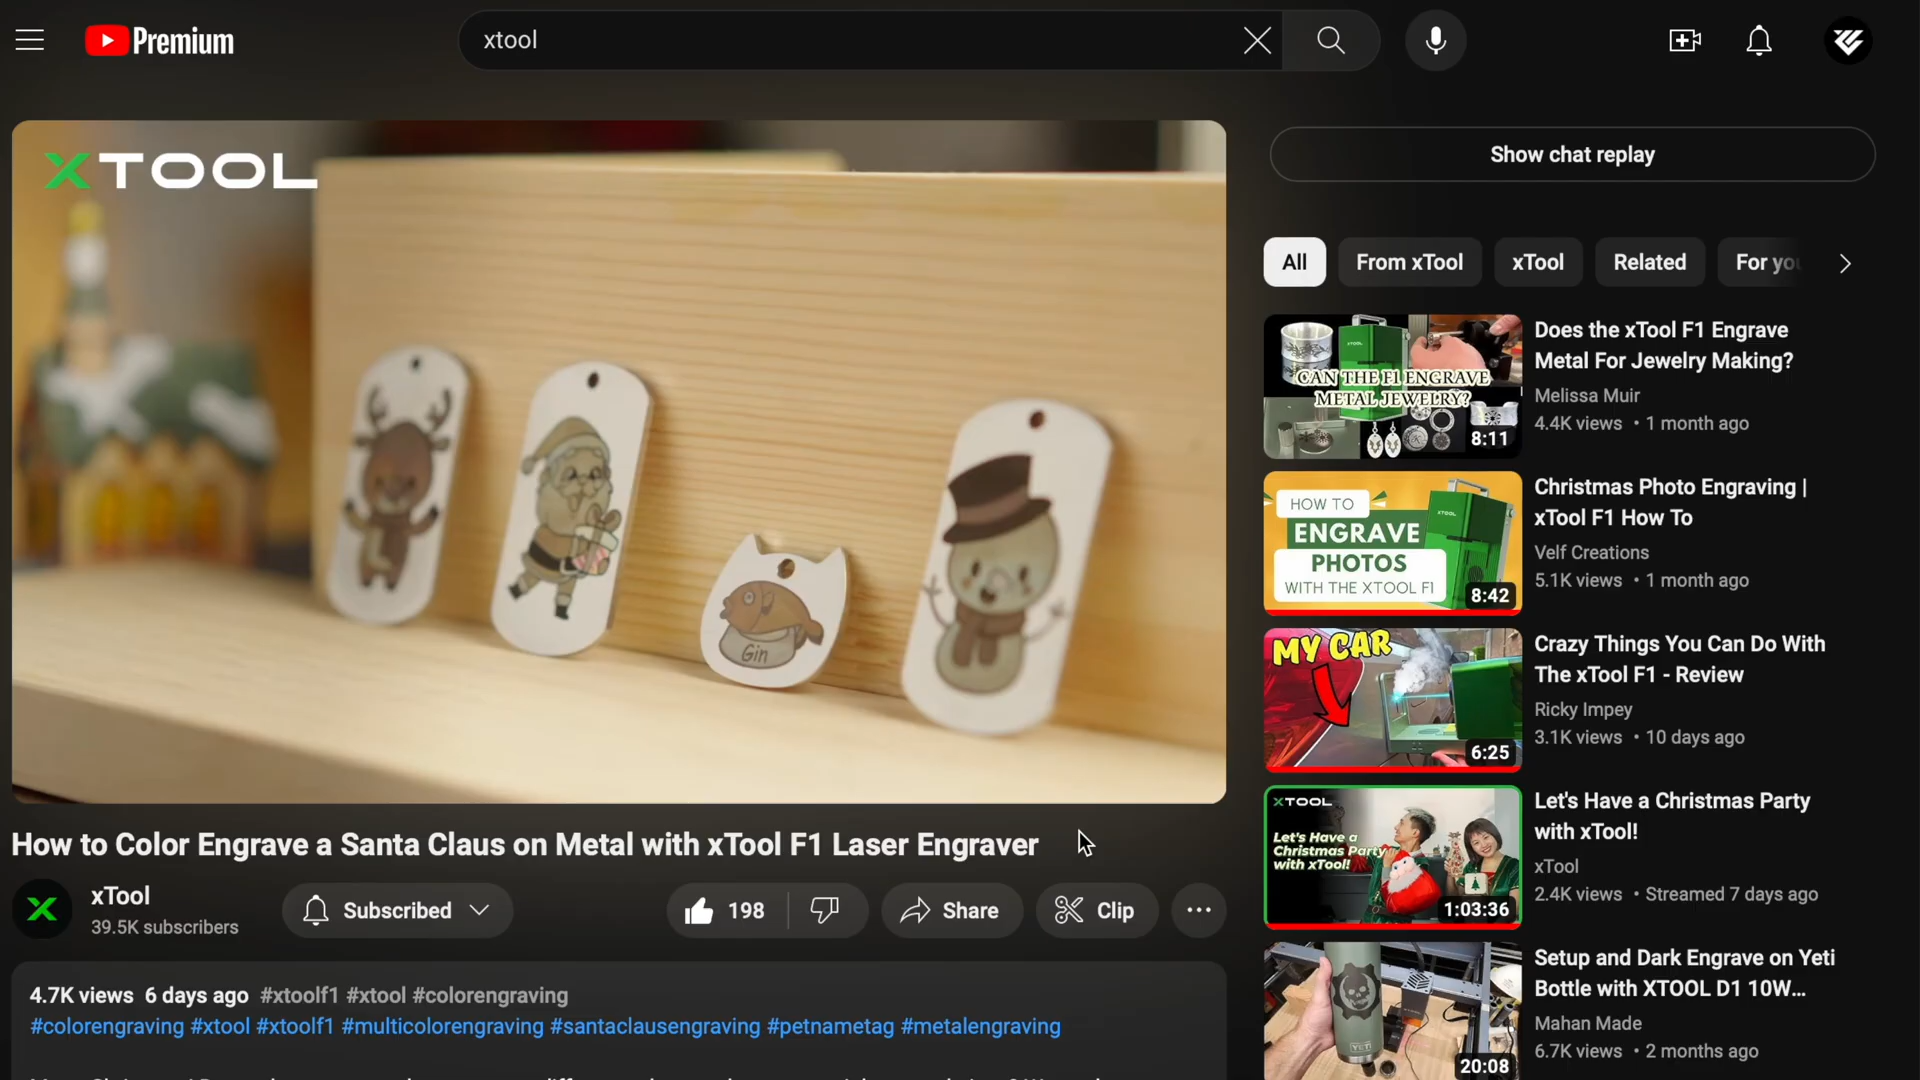 Premium
xtool
XTOOL
Gin
How to Color Engrave a Santa Claus on Metal with xTool F1 Laser Engraver
xTool
39.5K subscribers
Subscribed
198
Share
Clip
4.7K views 6 days ago #xtoolf1 #xtool #colorengraving
#colorengraving #xtool #xtoolf1 #multicolorengraving #santaclausengraving #petnametag #metalengraving
Show chat replay
All
From xTool
xTool
Related
For you
CAN THE F1 ENGRAVE
METAL JEWELRY?
8:11
Does the xTool F1 Engrave
Metal For Jewelry Making?
Melissa Muir
4.4K views • 1 month ago
HOW TO
ENGRAVE
PHOTOS
WITH THE XTOOL F1
XTOOL
8:42
Christmas Photo Engraving |
xTool F1 How To
Velf Creations
5.1K views • 1 month ago
MY CAR
6:25
Crazy Things You Can Do With
The xTool F1 - Review
Ricky Impey
3.1K views • 10 days ago
XTOOL
Let's Have a
Christmas Party
with xTool!
1:03:36
Let's Have a Christmas Party
with xTool!
xTool
2.4K views • Streamed 7 days ago
YETI
20:08
Setup and Dark Engrave on Yeti
Bottle with XTOOL D1 10W...
Mahan Made
6.7K views • 2 months ago